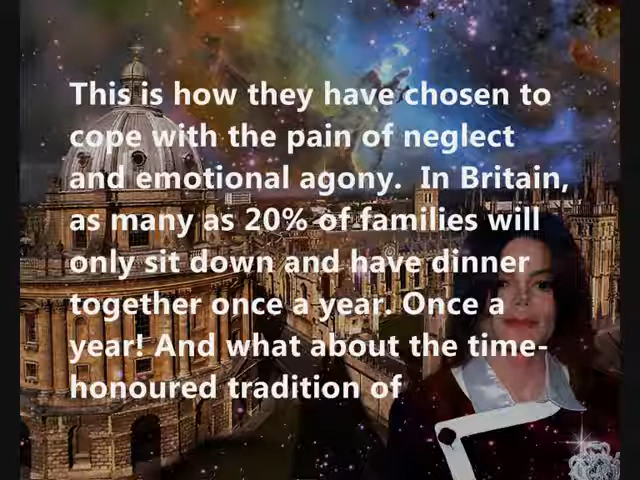 This is how they have chosen to
cope with the pain of neglect
and emotional agony.  In Britain,
as many as 20% of families will
only sit down and have dinner
together once a year. Once a
year! And what about the time-
honoured tradition of